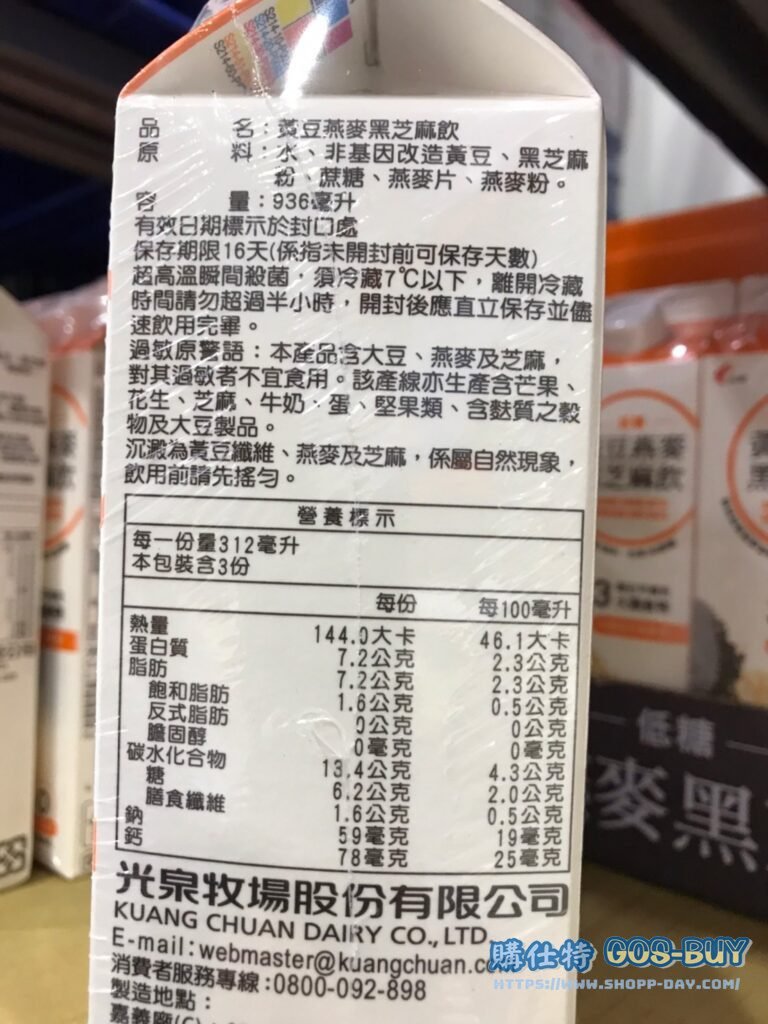 品 名：黃豆燕麥黑芝麻飲
原 料：水、非基因改造黃豆、黑芝麻
粉、蔗糖、燕麥片、燕麥粉。
容 量：936毫升
有效日期標示於封口處
保存期限16天(係指未開封前可保存天數)
超高溫瞬間殺菌，須冷藏7℃以下，離開冷藏
時間請勿超過半小時，開封後應直立保存並儘
速飲用完畢。
過敏原警語：本產品含大豆、燕麥及芝麻，
對其過敏者不宜食用。該產線亦生產含芒果、
花生、芝麻、牛奶、蛋、堅果類、含麩質之穀
物及大豆製品。
沉澱為黃豆纖維、燕麥及芝麻，係屬自然現象，
飲用前請先搖勻。
營養標示
每一份量312毫升
本包裝含3份
每份 每100毫升
熱量 144.0大卡 46.1大卡
蛋白質 7.2公克 2.3公克
脂肪 7.2公克 2.3公克
飽和脂肪 1.6公克 0.5公克
反式脂肪 0公克 0公克
膽固醇 0毫克 0毫克
碳水化合物 13.4公克 4.3公克
糖 6.2公克 2.0公克
膳食纖維 1.6公克 0.5公克
鈉 59毫克 19毫克
鈣 78毫克 25毫克
光泉牧場股份有限公司
KUANG CHUAN DAIRY CO., LTD
E-mail:webmaster@kuangchuan.co
消費者服務專線:0800-092-898
製造地點：
嘉義廠(C)
豆燕麥
芝麻飲
低糖
麥黑
購仕特 GOS-BUY
HTTPS://WWW.SHOPP-DAY.COM/